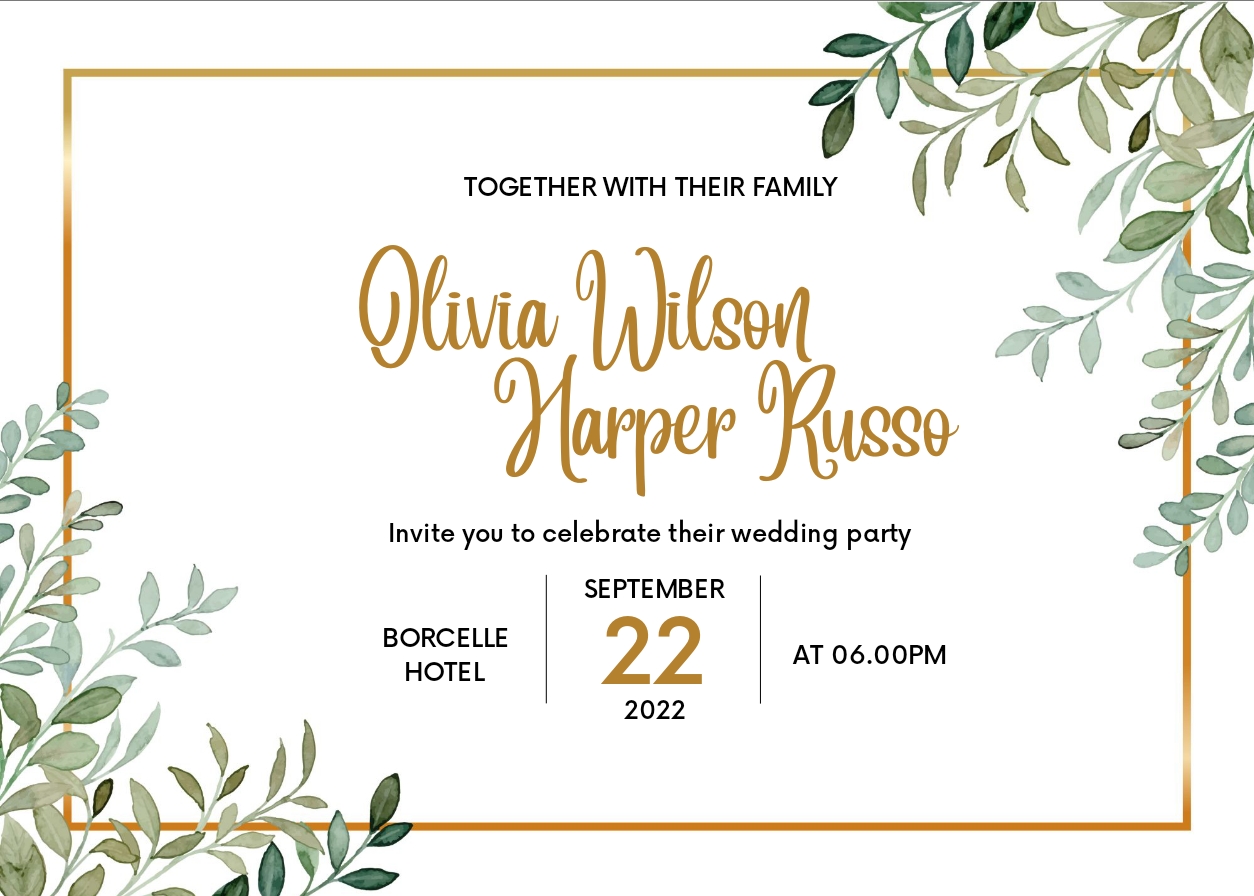 TOGETHER WITH THEIR FAMILY
Olivia Wilson
Harper Russo
Invite you to celebrate their wedding party
BORCELLE
HOTEL
SEPTEMBER
22
2022
AT 06.00PM